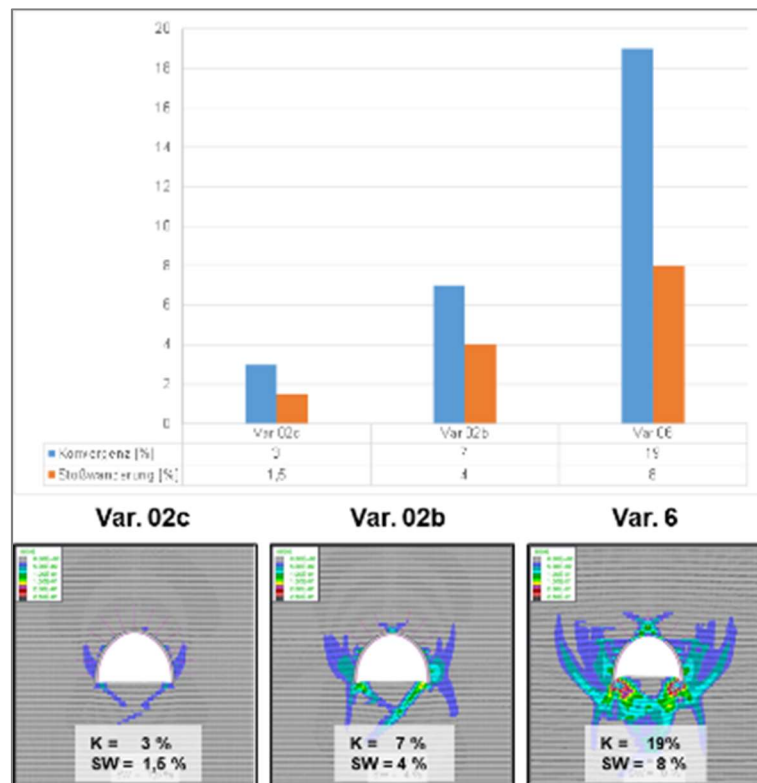 20
18
16
14
12
10
8
6
4
2
0
Var 02c Var 02b Var 06
Konvergenz [%] 3 7 19
Stoßwanderung [%] 1,5 4 8
Var. 02c Var. 02b Var. 6
K = 3 % K = 7 % K = 19%
SW = 1,5 % SW = 4 % SW = 8 %